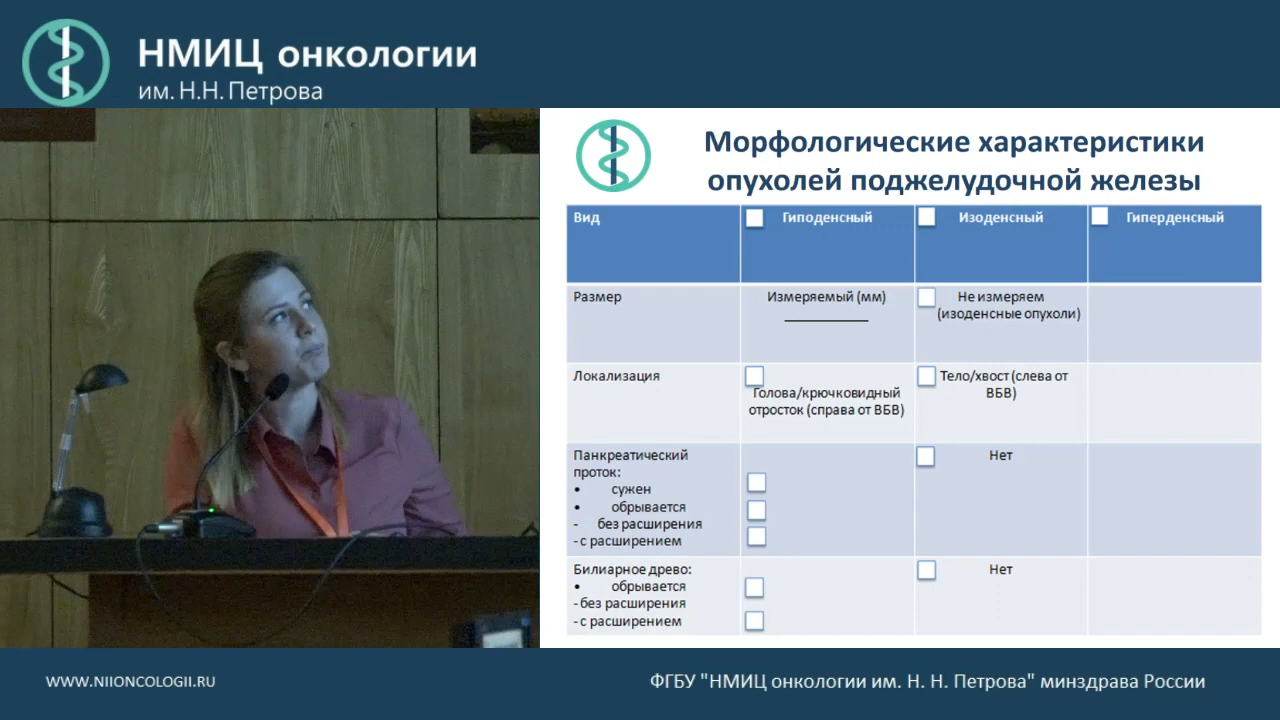 НМИЦ онкологии
им. Н.Н. Петрова
Морфологические характеристики
опухолей поджелудочной железы
Вид
Гиподенсный
Изоденсный
Гиперденсный
Размер
Измеряемый (мм)
____________
Не измеряем
(изоденсные опухоли)
Локализация
Голова/крючковидный
отросток (справа от ВБВ)
Тело/хвост (слева от
ВБВ)
Панкреатический
проток:
• сужен
• обрывается
- без расширения
- с расширением
Нет
Билиарное древо:
• обрывается
- без расширения
- с расширением
Нет
WWW.NIIONCOLOGII.RU
ФГБУ "НМИЦ онкологии им. Н. Н. Петрова" минздрава России